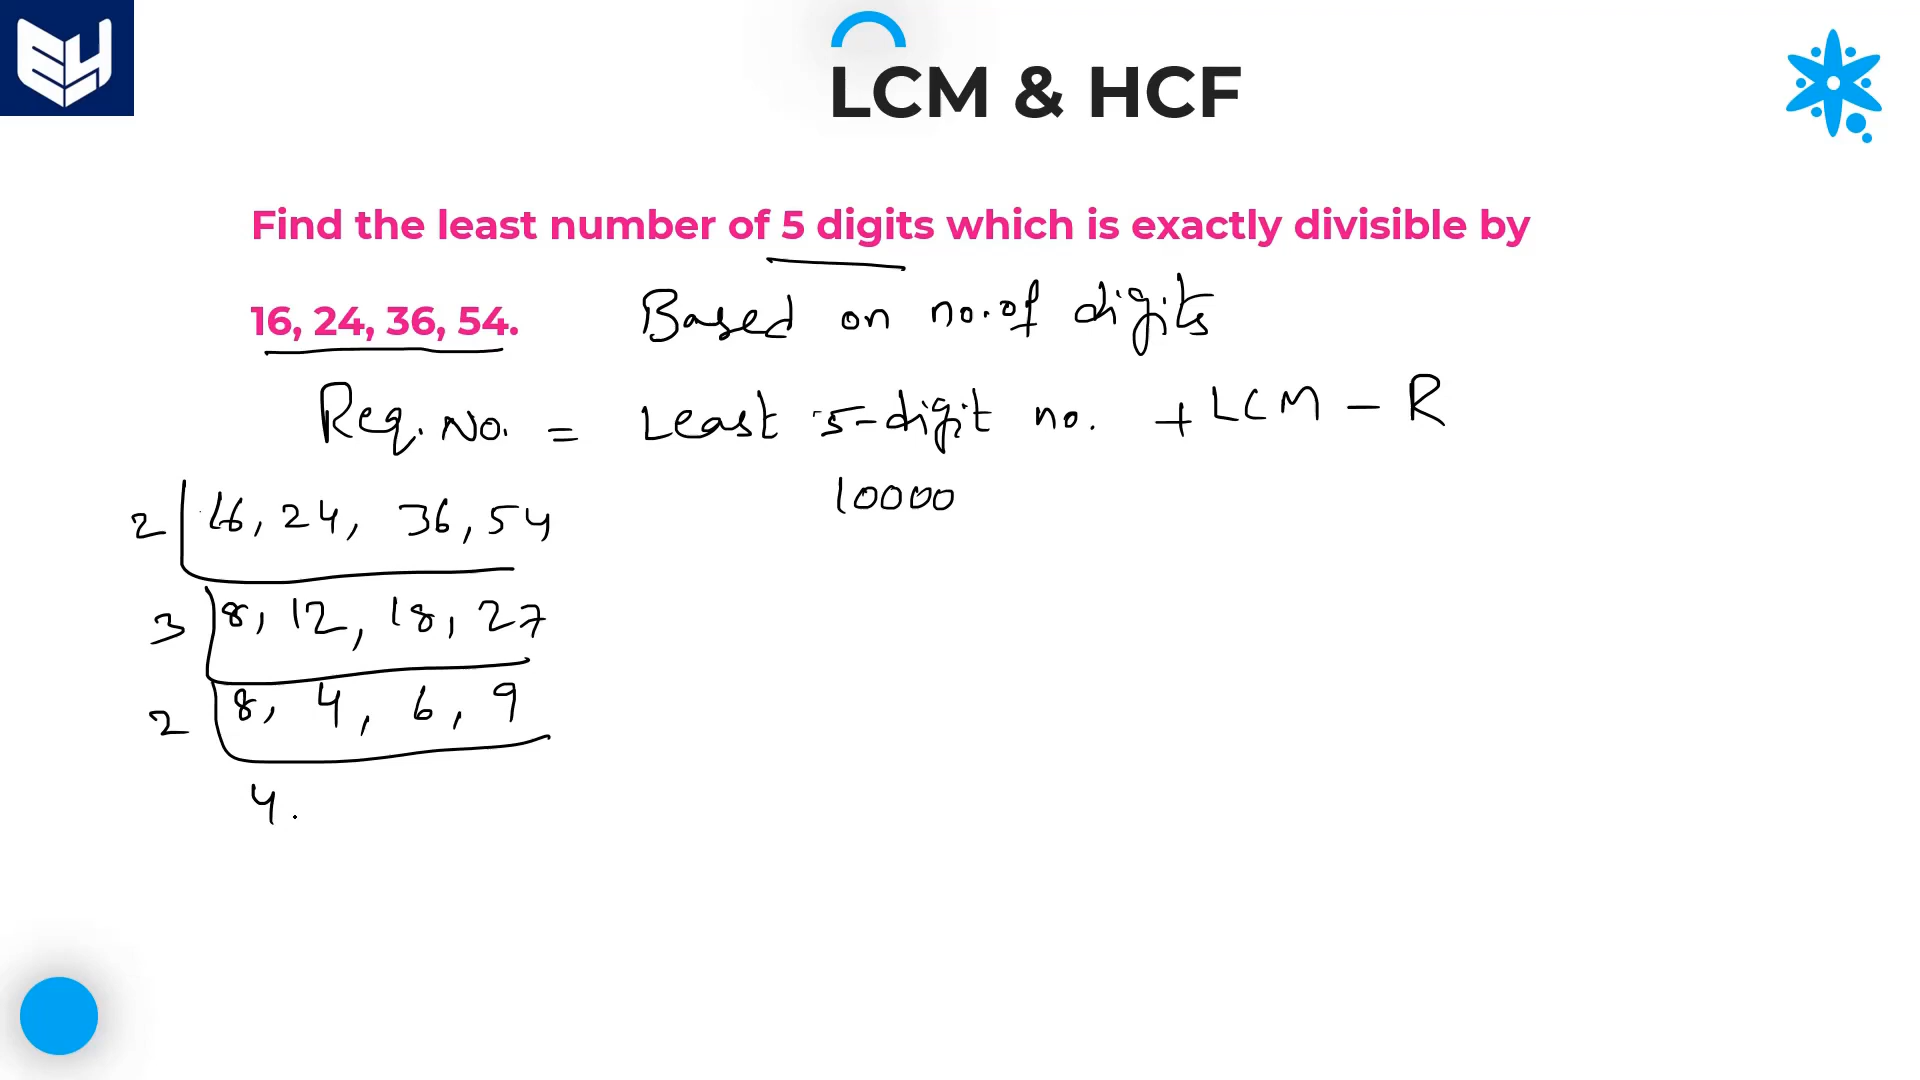 EY
LCM & HCF
Find the least number of 5 digits which is exactly divisible by
16, 24, 36, 54.
Based on no. of digits
Req. No. = Least 5-digit no. + LCM - R
10000
2 16, 24, 36, 54
3 8, 12, 18, 27
2 8, 4, 6, 9
4.